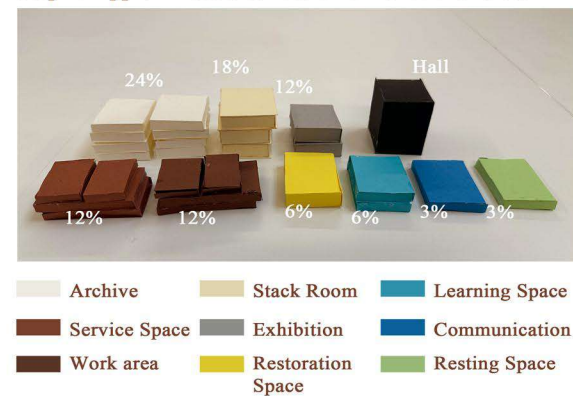 24%
18%
12%
Hall
12%
12%
6%
6%
3%
3%
Archive
Stack Room
Learning Space
Service Space
Exhibition
Communication
Work area
Restoration
Space
Resting Space